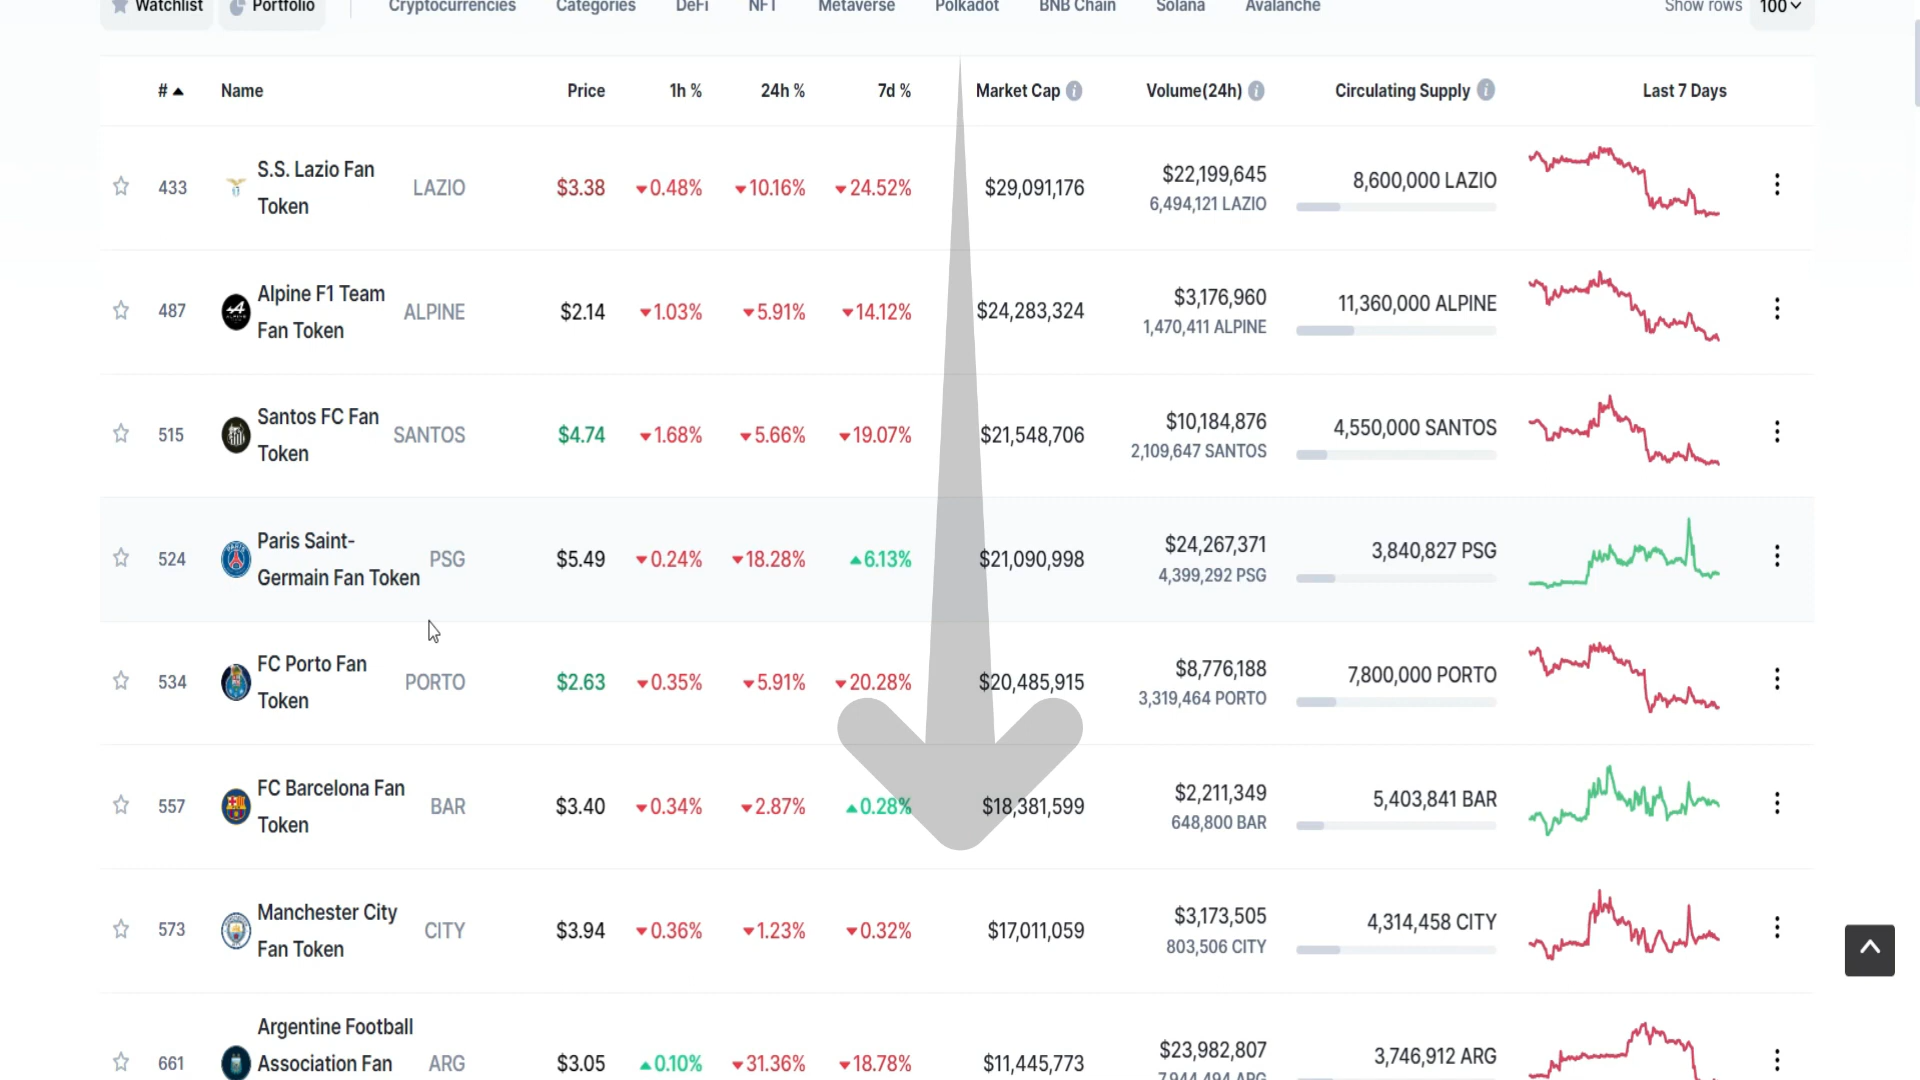 Watchlist Portfolio Cryptocurrencies Categories DeFi NFT Metaverse Polkadot BNB Chain Solana Avalanche Show rows 100
# Name Price 1h % 24h % 7d % Market Cap Volume(24h) Circulating Supply Last 7 Days
433 S.S. Lazio Fan Token LAZIO $3.38 0.48% 10.16% 24.52% $29,091,176 $22,199,645 8,600,000 LAZIO
6,494,121 LAZIO
487 Alpine F1 Team Fan Token ALPINE $2.14 1.03% 5.91% 14.12% $24,283,324 $3,176,960 11,360,000 ALPINE
1,470,411 ALPINE
515 Santos FC Fan Token SANTOS $4.74 1.68% 5.66% 19.07% $21,548,706 $10,184,876 4,550,000 SANTOS
2,109,647 SANTOS
524 Paris Saint-Germain Fan Token PSG $5.49 0.24% 18.28% 6.13% $21,090,998 $24,267,371 3,840,827 PSG
4,399,292 PSG
534 FC Porto Fan Token PORTO $2.63 0.35% 5.91% 20.28% $20,485,915 $8,776,188 7,800,000 PORTO
3,319,464 PORTO
557 FC Barcelona Fan Token BAR $3.40 0.34% 2.87% 0.28% $18,381,599 $2,211,349 5,403,841 BAR
648,800 BAR
573 Manchester City Fan Token CITY $3.94 0.36% 1.23% 0.32% $17,011,059 $3,173,505 4,314,458 CITY
803,506 CITY
661 Argentine Football Association Fan ARG $3.05 0.10% 31.36% 18.78% $11,445,773 $23,982,807 3,746,912 ARG
7,944,494 ARG